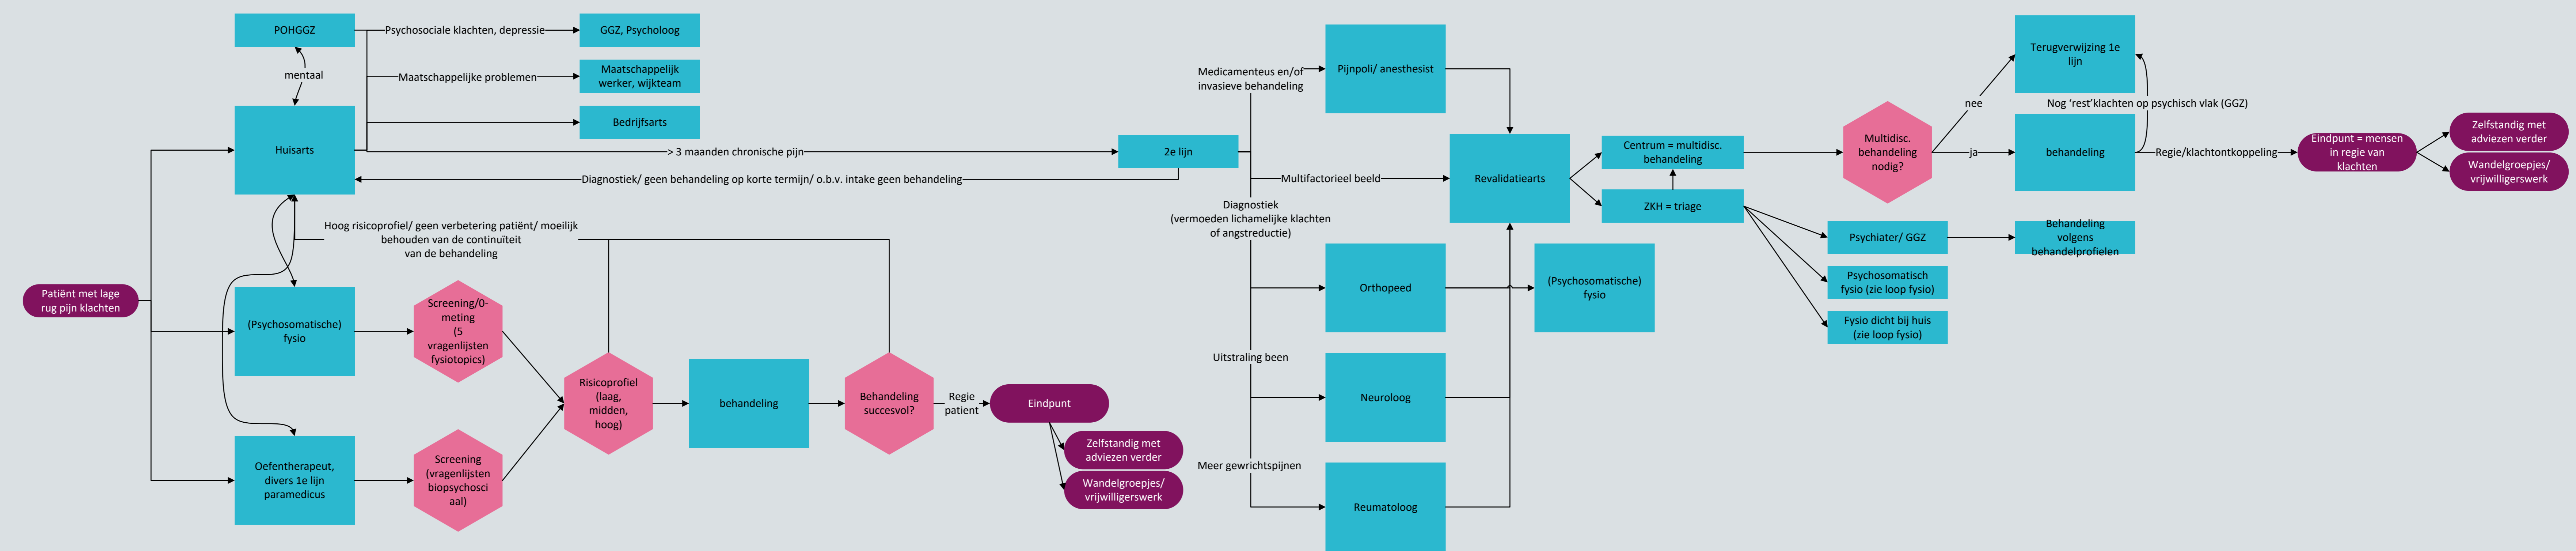 POHGGZ
Psychosociale klachten, depressie
GGZ, Psycholoog
mentaal
Maatschappelijke problemen
Maatschappelijk
werker, wijkteam
Bedrijfsarts
Huisarts
> 3 maanden chronische pijn
2e lijn
Diagnostiek/ geen behandeling op korte termijn/ o.b.v. intake geen behandeling
Hoog risicoprofiel/ geen verbetering patiënt/ moeilijk
behouden van de continuïteit
van de behandeling
Patiënt met lage
rug pijn klachten
(Psychosomatische)
fysio
Screening/0-
meting
(5
vragenlijsten
fysiotopics)
Oefentherapeut,
divers 1e lijn
paramedicus
Screening
(vragenlijsten
biopsychosci
aal)
Risicoprofiel
(laag,
midden,
hoog)
behandeling
Behandeling
succesvol?
Regie
patient
Eindpunt
Zelfstandig met
adviezen verder
Wandelgroepjes/
vrijwilligerswerk
Medicamenteus en/of
invasieve behandeling
Pijnpoli/ anesthesist
Multifactorieel beeld
Revalidatiearts
Diagnostiek
(vermoeden lichamelijke klachten
of angstreductie)
Orthopeed
(Psychosomatische)
fysio
Uitstraling been
Neuroloog
Meer gewrichtspijnen
Reumatoloog
Centrum = multidisc.
behandeling
ZKH = triage
Multidisc.
behandeling
nodig?
nee
ja
Terugverwijzing 1e
lijn
Nog ‘rest’klachten op psychisch vlak (GGZ)
behandeling
Regie/klachtontkoppeling
Eindpunt = mensen
in regie van
klachten
Zelfstandig met
adviezen verder
Wandelgroepjes/
vrijwilligerswerk
Psychiater/ GGZ
Behandeling
volgens
behandelprofielen
Psychosomatisch
fysio (zie loop fysio)
Fysio dicht bij huis
(zie loop fysio)